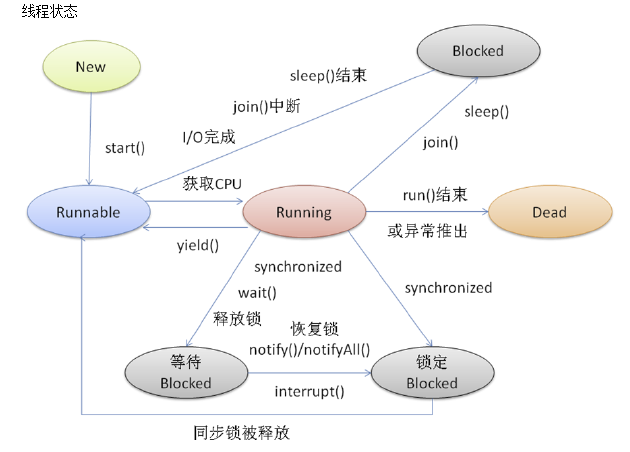 线程状态
New
Blocked
sleep()结束
join()中断
I/O完成
sleep()
join()
start()
获取CPU
Runnable
Running
run()结束
Dead
或异常推出
yield()
synchronized
wait()
释放锁
synchronized
恢复锁
notify()/notifyAll()
等待
Blocked
锁定
Blocked
interrupt()
同步锁被释放